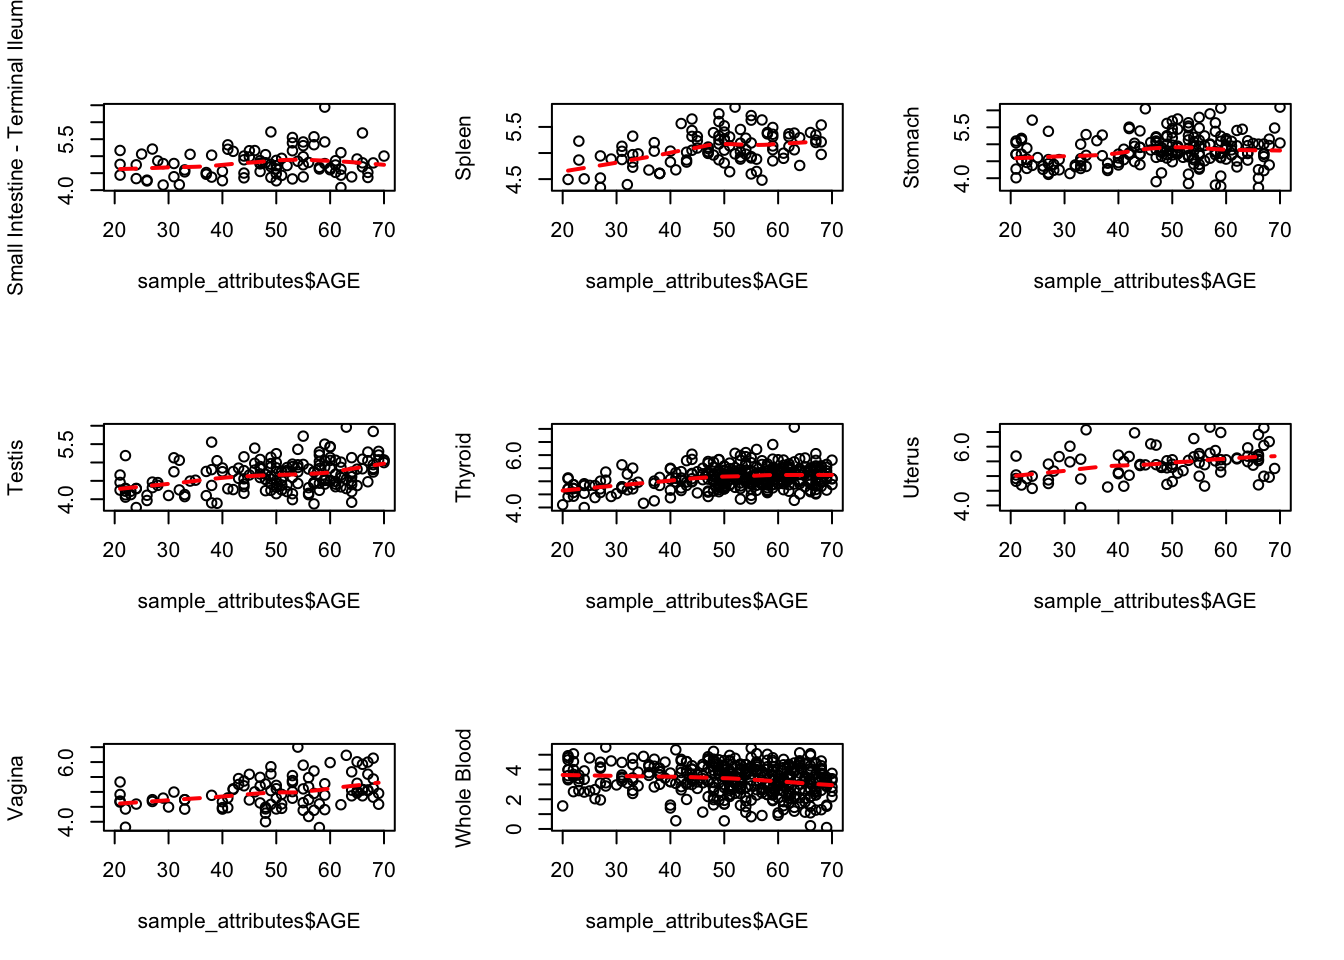 Small Intestine - Terminal Ileum
4.0 5.5
20 30 40 50 60 70
sample_attributes$AGE
Spleen
4.5 5.5
20 30 40 50 60 70
sample_attributes$AGE
Stomach
4.0 5.5
20 30 40 50 60 70
sample_attributes$AGE
Testis
4.0 5.5
20 30 40 50 60 70
sample_attributes$AGE
Thyroid
4.0 6.0
20 30 40 50 60 70
sample_attributes$AGE
Uterus
4.0 6.0
20 30 40 50 60 70
sample_attributes$AGE
Vagina
4.0 6.0
20 30 40 50 60 70
sample_attributes$AGE
Whole Blood
0 2 4
20 30 40 50 60 70
sample_attributes$AGE